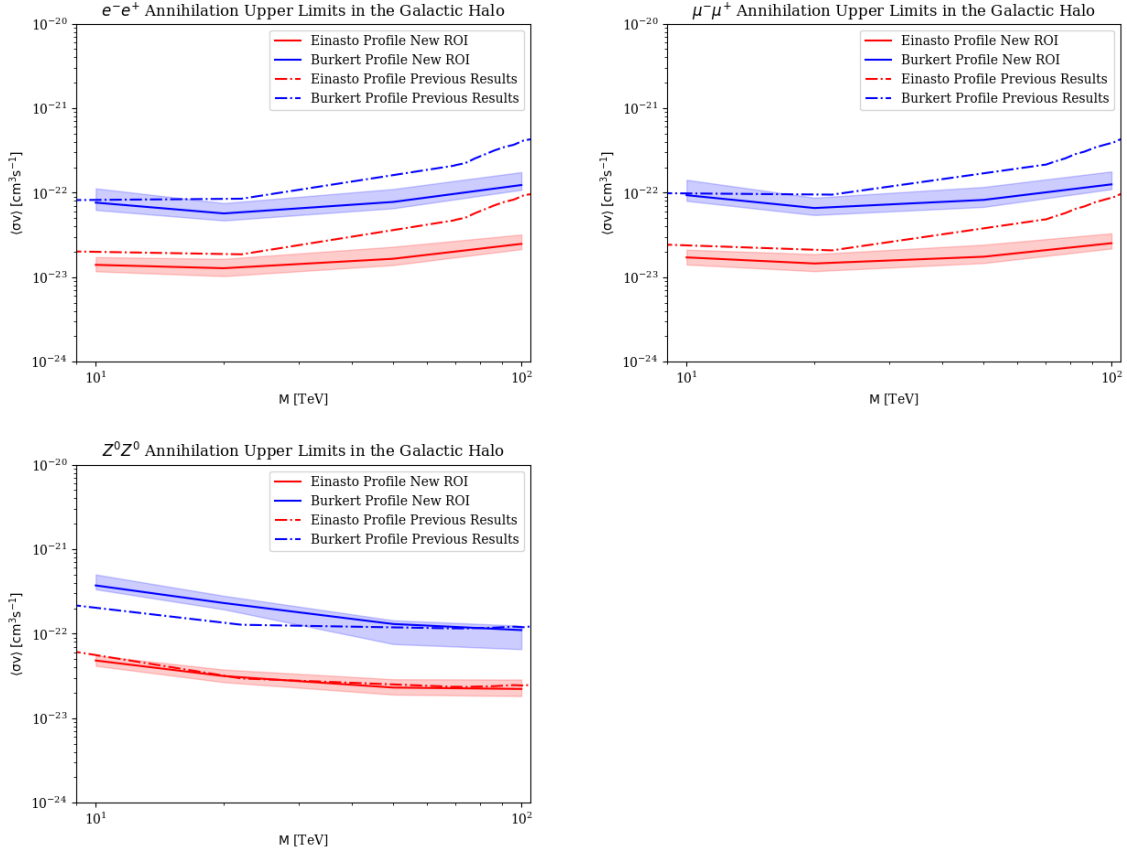 e⁻e⁺ Annihilation Upper Limits in the Galactic Halo
10⁻²⁰
10⁻²¹
10⁻²²
10⁻²³
10⁻²⁴
⟨σv⟩ [cm³s⁻¹]
Einasto Profile New ROI
Burkert Profile New ROI
Einasto Profile Previous Results
Burkert Profile Previous Results
10¹
10²
M [TeV]
μ⁻μ⁺ Annihilation Upper Limits in the Galactic Halo
10⁻²⁰
10⁻²¹
10⁻²²
10⁻²³
10⁻²⁴
⟨σv⟩ [cm³s⁻¹]
Einasto Profile New ROI
Burkert Profile New ROI
Einasto Profile Previous Results
Burkert Profile Previous Results
10¹
10²
M [TeV]
Z⁰Z⁰ Annihilation Upper Limits in the Galactic Halo
10⁻²⁰
10⁻²¹
10⁻²²
10⁻²³
10⁻²⁴
⟨σv⟩ [cm³s⁻¹]
Einasto Profile New ROI
Burkert Profile New ROI
Einasto Profile Previous Results
Burkert Profile Previous Results
10¹
10²
M [TeV]